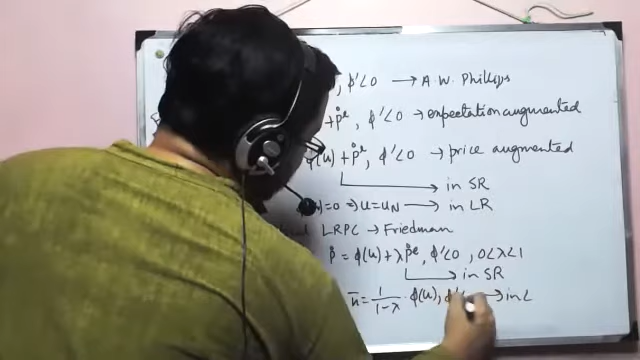 , ϕ'<0 → A.W. Phillips
+ ṗᵉ, ϕ'<0 → expectation augmented
ϕ(u) + ṗᵉ, ϕ'<0 → price augmented
→ in SR
=0 ⇒ u=u_N → in LR
LRPC → Friedman
ṗ = ϕ(u) + λṗᵉ, ϕ'<0, 0<λ<1
→ in SR
= 1/(1-λ) · ϕ(u), → in L